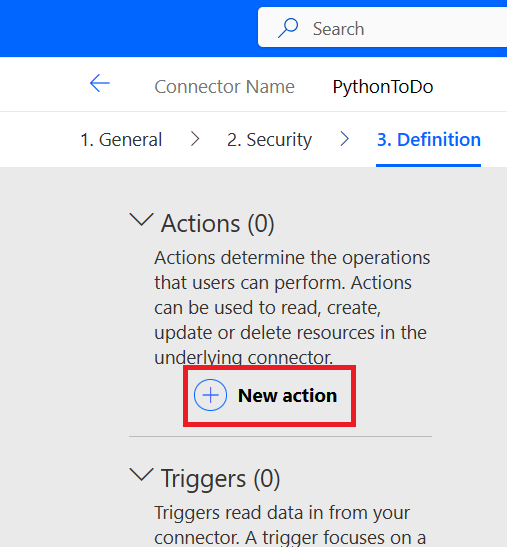 Search
Connector Name PythonToDo
1. General 2. Security 3. Definition
Actions (0)
Actions determine the operations
that users can perform. Actions
can be used to read, create,
update or delete resources in the
underlying connector.
New action
Triggers (0)
Triggers read data in from your
connector. A trigger focuses on a